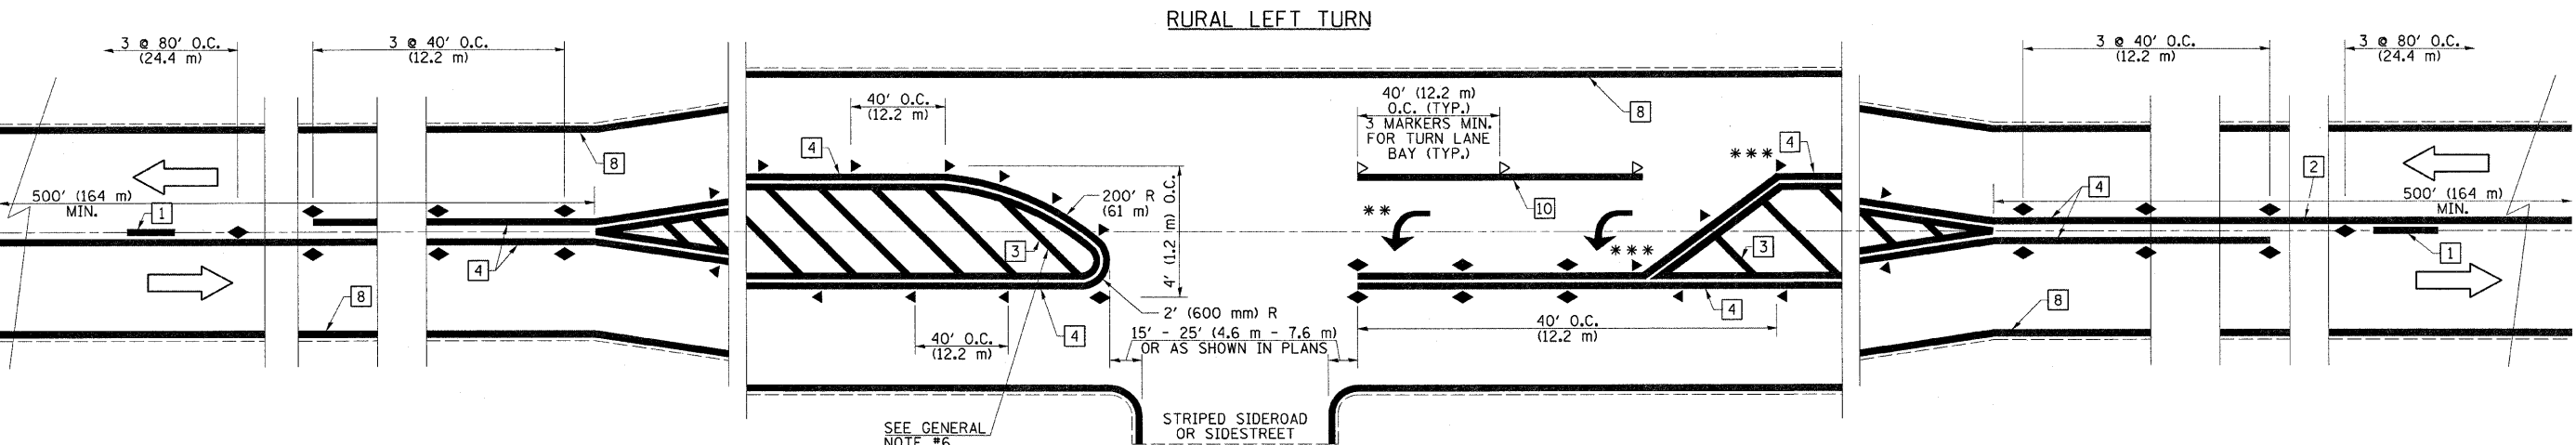 RURAL LEFT TURN
3 @ 80' O.C.
(24.4 m)
3 @ 40' O.C.
(12.2 m)
40' O.C.
(12.2 m)
40' (12.2 m)
O.C. (TYP.)
3 MARKERS MIN.
FOR TURN LANE
BAY (TYP.)
3 @ 40' O.C.
(12.2 m)
3 @ 80' O.C.
(24.4 m)
8
4
8
***
4
500' (164 m)
MIN.
1
200' R
(61 m)
4' (1.2 m) O.C.
**
10
2
4
500' (164 m)
MIN.
4
3
***
3
1
8
2' (600 mm) R
4
4
8
40' O.C.
(12.2 m)
15' - 25' (4.6 m - 7.6 m)
OR AS SHOWN IN PLANS
40' O.C.
(12.2 m)
SEE GENERAL
NOTE #6
STRIPED SIDEROAD
OR SIDESTREET